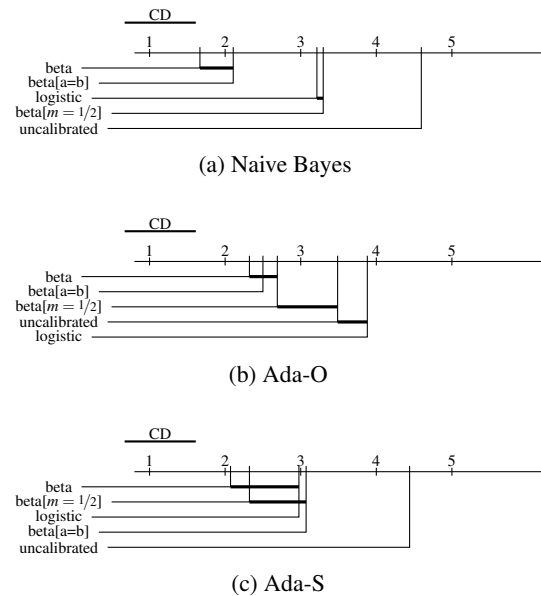 CD
1 2 3 4 5
beta
beta[a=b]
logistic
beta[m = 1/2]
uncalibrated
(a) Naive Bayes
CD
1 2 3 4 5
beta
beta[a=b]
beta[m = 1/2]
uncalibrated
logistic
(b) Ada-O
CD
1 2 3 4 5
beta
beta[m = 1/2]
logistic
beta[a=b]
uncalibrated
(c) Ada-S